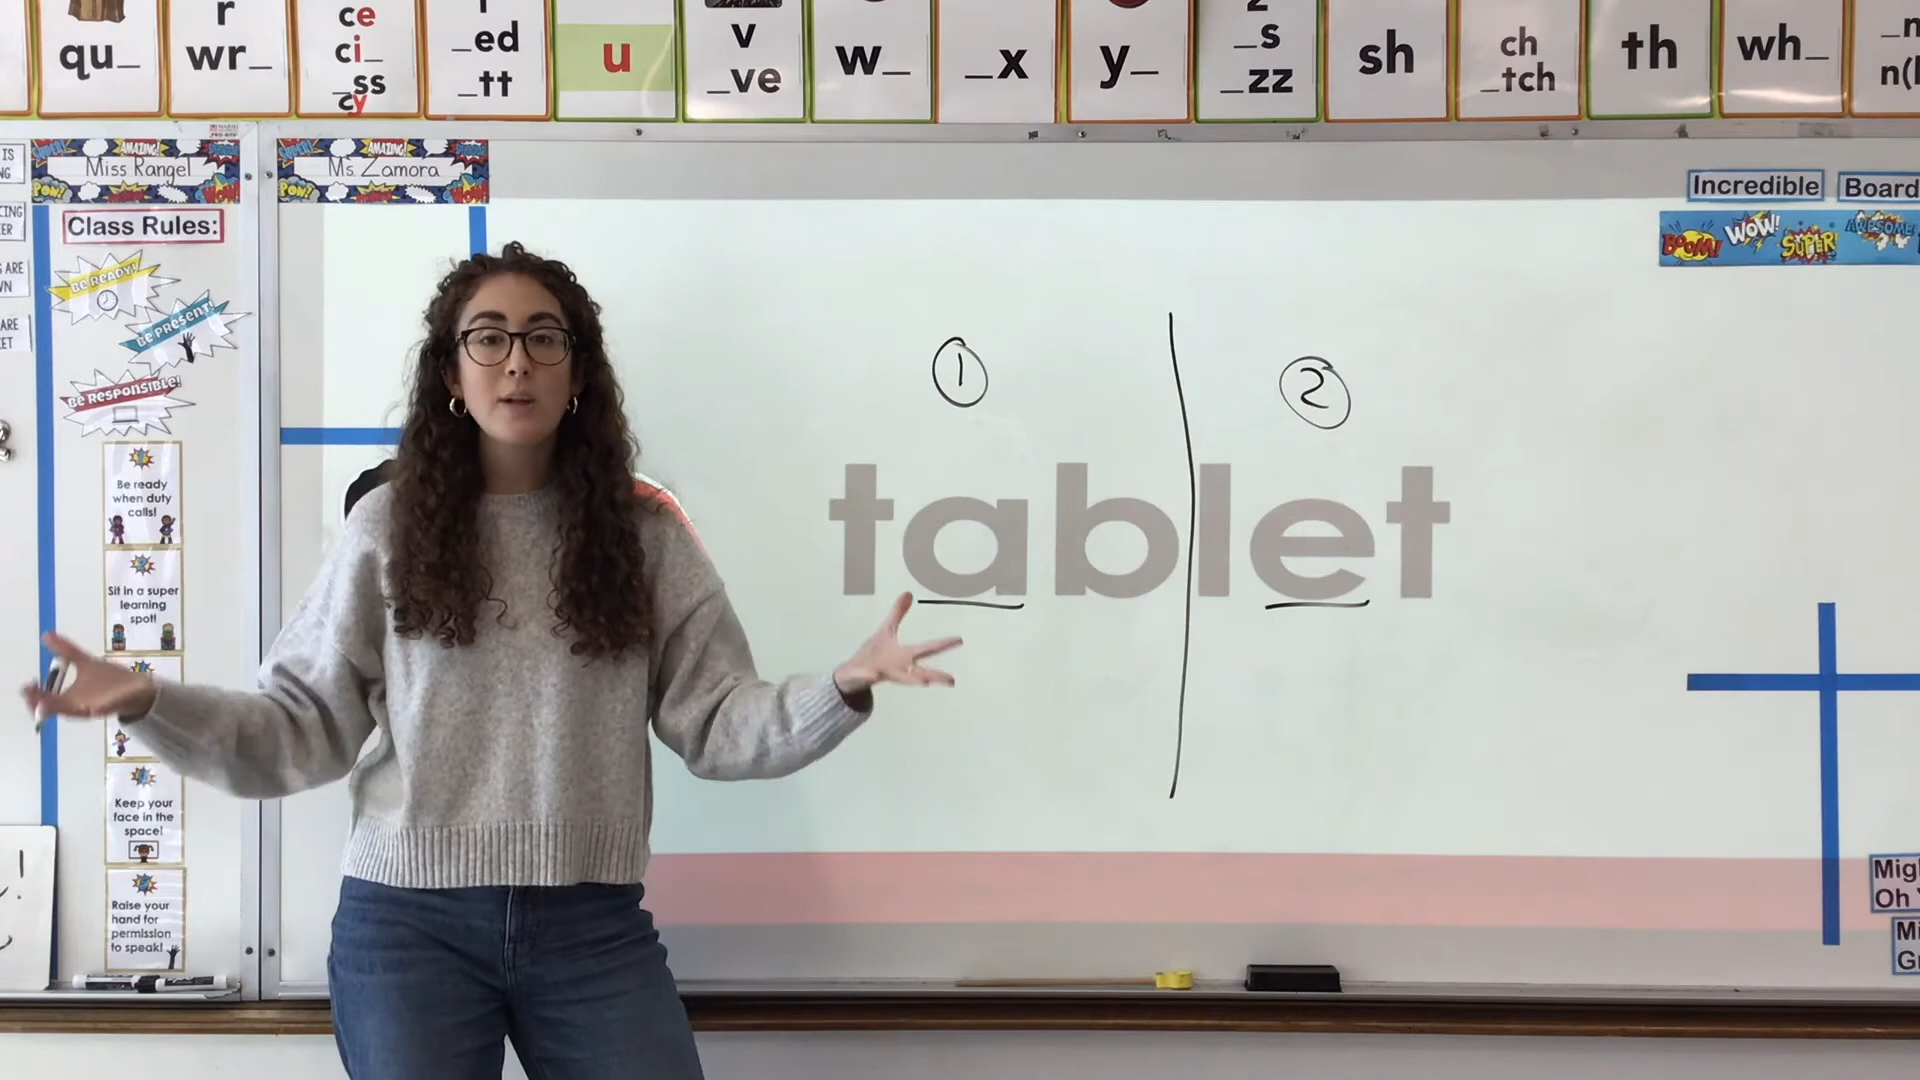 qu_
r
wr_
ce
ci_
_ss
cy
_ed
_tt
u
v
_ve
w_
_x
y_
_s
_zz
sh
ch
_tch
th
wh_
Miss Rangel
Ms. Zamora
Class Rules:
BE READY!
BE PRESENT!
BE RESPONSIBLE!
Be ready
when duty
calls!
Sit in a super
learning
spot!
Keep your
face in the
space!
Raise your
hand for
permission
to speak!
1
2
tablet
Incredible
Board
BOOM!
WOW!
SUPER!
AWESOME!
Oh